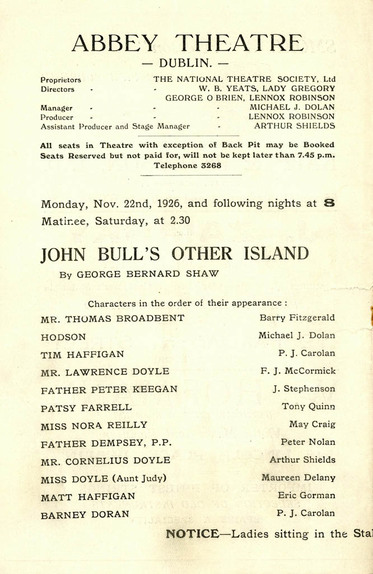 ABBEY THEATRE
— DUBLIN. —
Proprietors THE NATIONAL THEATRE SOCIETY, Ltd
Directors - - W. B. YEATS, LADY GREGORY
GEORGE O BRIEN, LENNOX ROBINSON
Manager - - - MICHAEL J. DOLAN
Producer - - - LENNOX ROBINSON
Assistant Producer and Stage Manager - ARTHUR SHIELDS
All seats in Theatre with exception of Back Pit may be Booked
Seats Reserved but not paid for, will not be kept later than 7.45 p.m.
Telephone 3268
Monday, Nov. 22nd, 1926, and following nights at 8
Matinee, Saturday, at 2.30
JOHN BULL'S OTHER ISLAND
By GEORGE BERNARD SHAW
Characters in the order of their appearance :
MR. THOMAS BROADBENT Barry Fitzgerald
HODSON Michael J. Dolan
TIM HAFFIGAN P. J. Carolan
MR. LAWRENCE DOYLE F. J. McCormick
FATHER PETER KEEGAN J. Stephenson
PATSY FARRELL Tony Quinn
MISS NORA REILLY May Craig
FATHER DEMPSEY, P.P. Peter Nolan
MR. CORNELIUS DOYLE Arthur Shields
MISS DOYLE (Aunt Judy) Maureen Delany
MATT HAFFIGAN Eric Gorman
BARNEY DORAN P. J. Carolan
NOTICE—Ladies sitting in the Stal